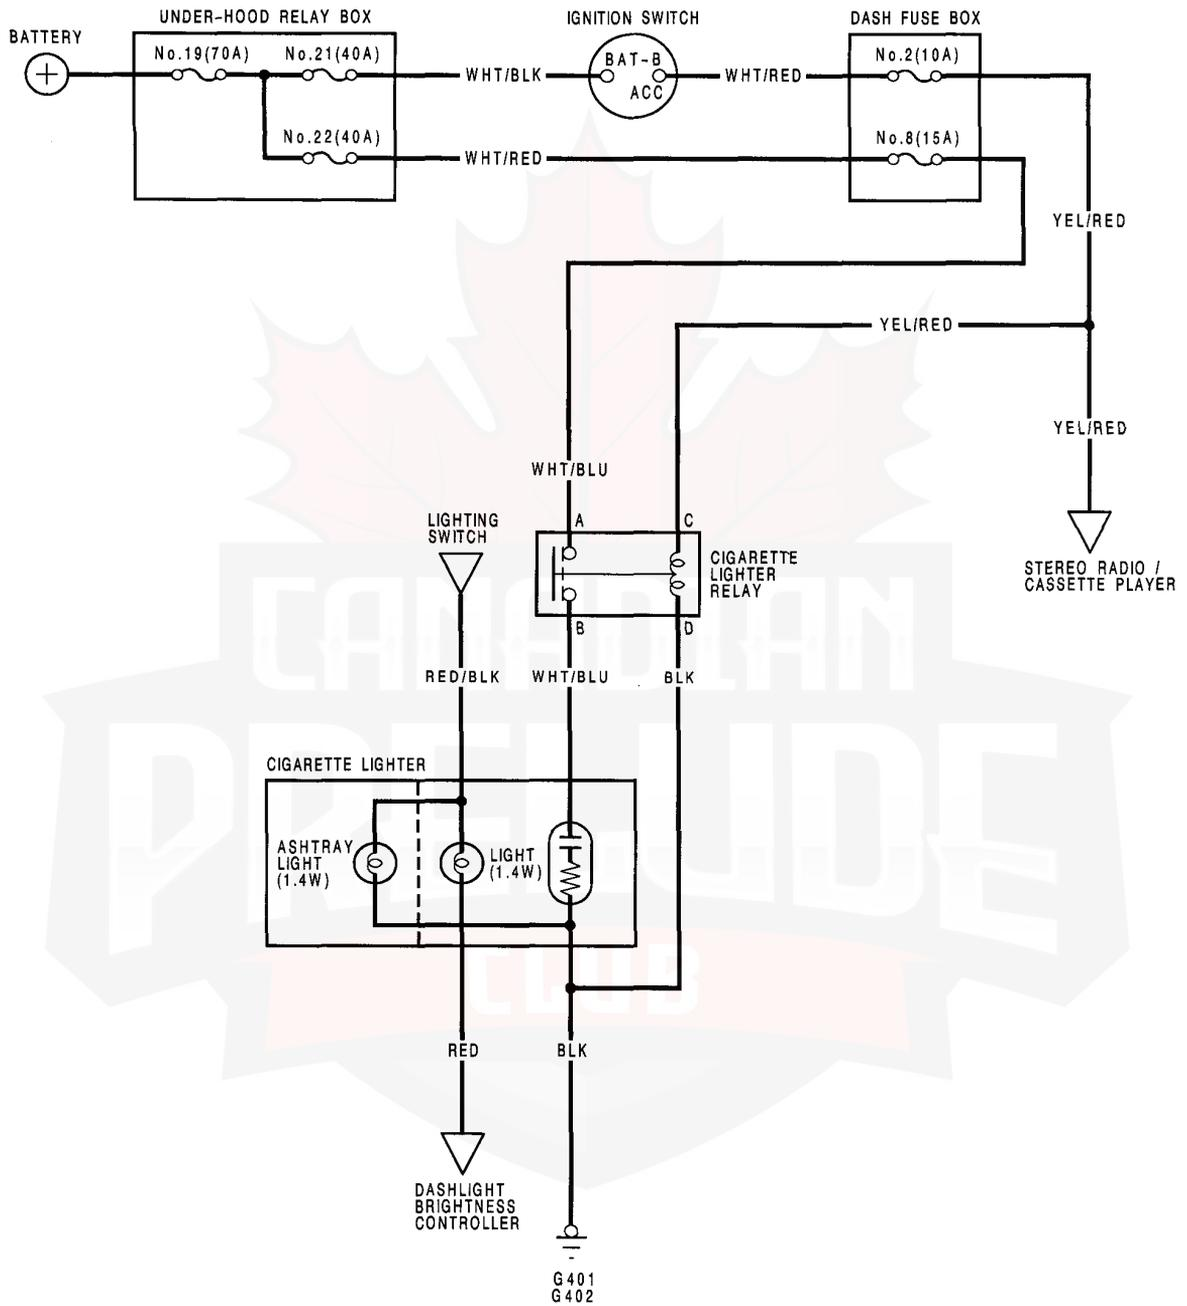 UNDER-HOOD RELAY BOX
IGNITION SWITCH
DASH FUSE BOX
BATTERY
No.19(70A)
No.21(40A)
WHT/BLK
BAT-B
ACC
WHT/RED
No.2(10A)
No.22(40A)
WHT/RED
No.8(15A)
YEL/RED
YEL/RED
YEL/RED
WHT/BLU
LIGHTING
SWITCH
A
C
CIGARETTE
LIGHTER
RELAY
STEREO RADIO /
CASSETTE PLAYER
B
D
RED/BLK
WHT/BLU
BLK
CIGARETTE LIGHTER
ASHTRAY
LIGHT
(1.4W)
LIGHT
(1.4W)
RED
BLK
DASHLIGHT
BRIGHTNESS
CONTROLLER
G401
G402
CANADIAN
PRELUDE
CLUB